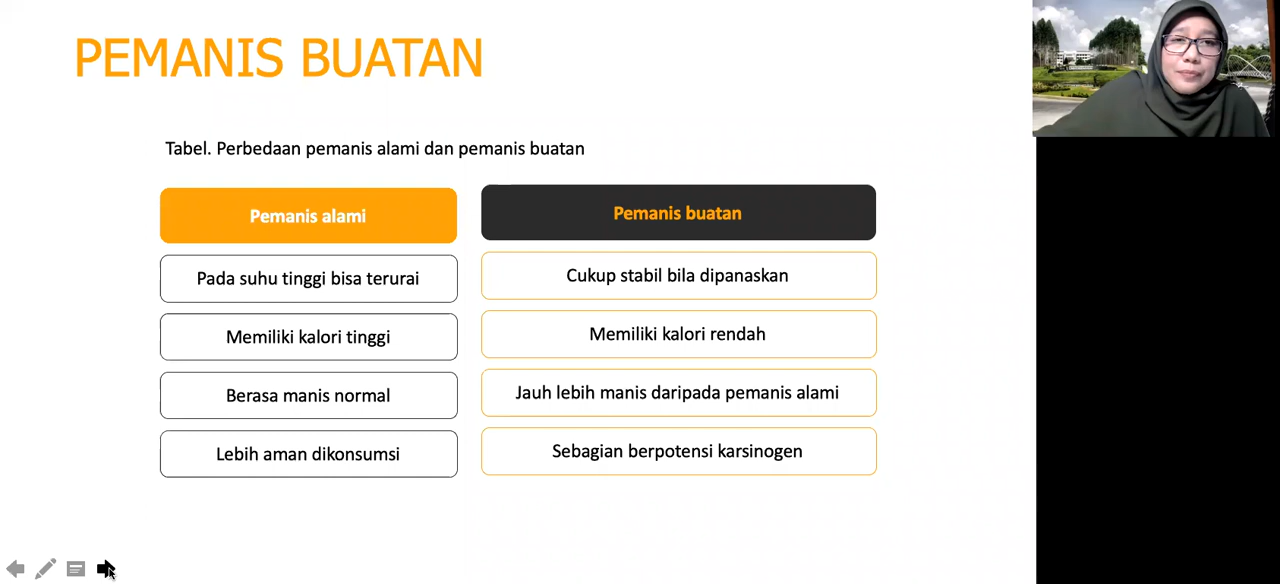 PEMANIS BUATAN
Tabel. Perbedaan pemanis alami dan pemanis buatan
Pemanis alami
Pemanis buatan
Pada suhu tinggi bisa terurai
Cukup stabil bila dipanaskan
Memiliki kalori tinggi
Memiliki kalori rendah
Berasa manis normal
Jauh lebih manis daripada pemanis alami
Lebih aman dikonsumsi
Sebagian berpotensi karsinogen